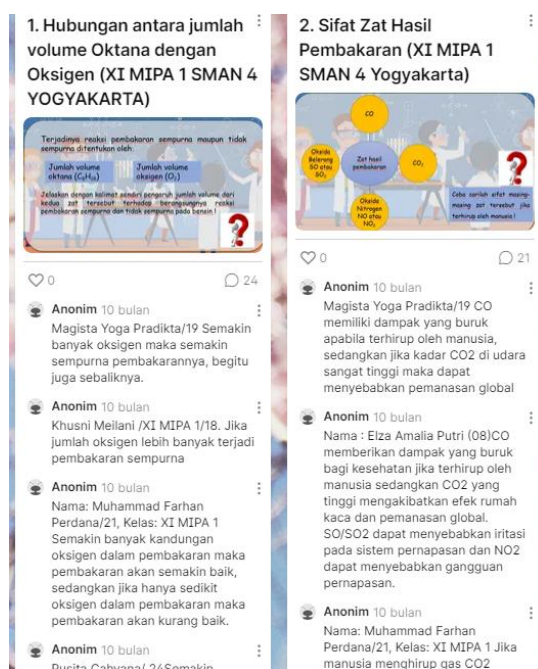 1. Hubungan antara jumlah
volume Oktana dengan
Oksigen (XI MIPA 1 SMAN 4
YOGYAKARTA)
Terjadinya reaksi pembakaran sempurna maupun tidak
sempurna ditentukan oleh:
Jumlah volume
oktana (C₈H₁₈)
Jumlah volume
oksigen (O₂)
Jelaskan dengan kalimat sendiri pengaruh jumlah volume dari
kedua zat tersebut terhadap berangsungnya reaksi
pembakaran sempurna dan tidak sempurna pada bensin !
?
0
24
Anonim 10 bulan
Magista Yoga Pradikta/19 Semakin
banyak oksigen maka semakin
sempurna pembakarannya, begitu
juga sebaliknya.
Anonim 10 bulan
Khusni Meilani /XI MIPA 1/18. Jika
jumlah oksigen lebih banyak terjadi
pembakaran sempurna
Anonim 10 bulan
Nama: Muhammad Farhan
Perdana/21, Kelas: XI MIPA 1
Semakin banyak kandungan
oksigen dalam pembakaran maka
pembakaran akan semakin baik,
sedangkan jika hanya sedikit
oksigen dalam pembakaran maka
pembakaran akan kurang baik.
Anonim 10 bulan
Puspita Cahyana/ 24Semakin
2. Sifat Zat Hasil
Pembakaran (XI MIPA 1
SMAN 4 Yogyakarta)
CO
Oksida
Belerang
SO atau
SO₂
Zat hasil
pembakaran
CO₂
Oksida
Nitrogen
NO atau
NO₂
?
Coba carilah sifat masing-
masing zat tersebut jika
terhirup oleh manusia !
0
21
Anonim 10 bulan
Magista Yoga Pradikta/19 CO
memiliki dampak yang buruk
apabila terhirup oleh manusia,
sedangkan jika kadar CO2 di udara
sangat tinggi maka dapat
menyebabkan pemanasan global
Anonim 10 bulan
Nama : Elza Amalia Putri (08)CO
memberikan dampak yang buruk
bagi kesehatan jika terhirup oleh
manusia sedangkan CO2 yang
tinggi mengakibatkan efek rumah
kaca dan pemanasan global.
SO/SO2 dapat menyebabkan iritasi
pada sistem pernapasan dan NO2
dapat menyebabkan gangguan
pernapasan.
Anonim 10 bulan
Nama: Muhammad Farhan
Perdana/21, Kelas: XI MIPA 1 Jika
manusia menghirup gas CO2